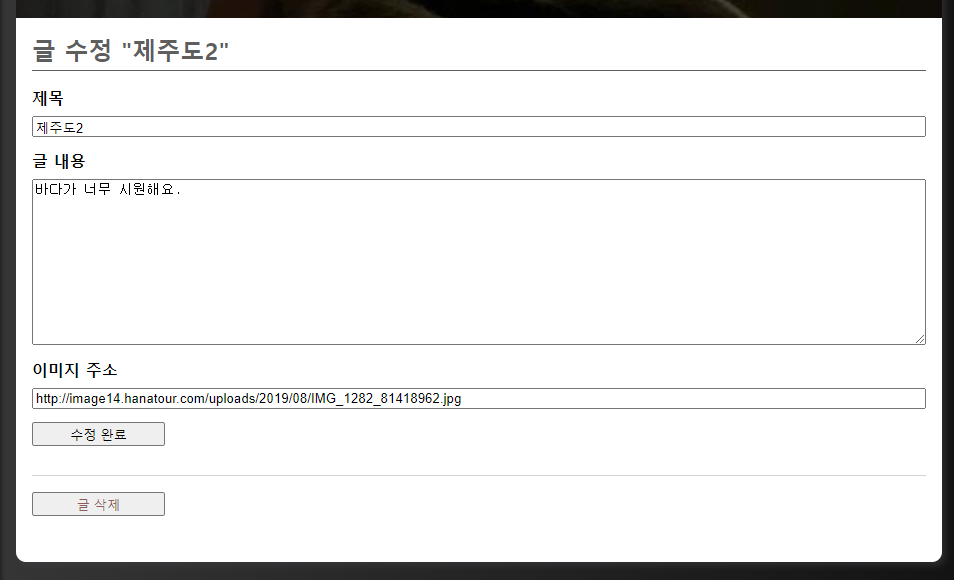 글 수정 "제주도2"
제목
제주도2
글 내용
바다가 너무 시원해요.
이미지 주소
http://image14.hanatour.com/uploads/2019/08/IMG_1282_81418962.jpg
수정 완료
글 삭제